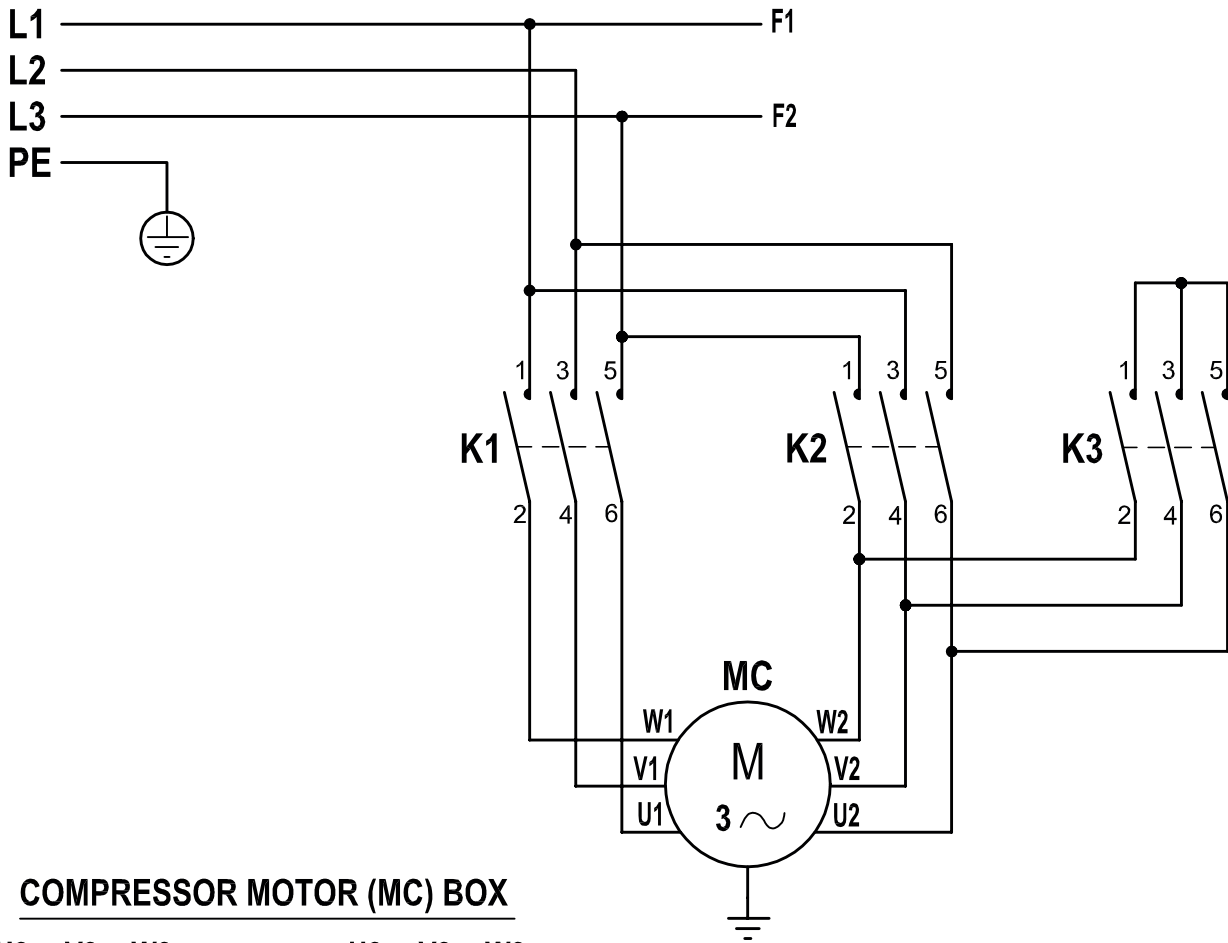 L1 F1
L2
L3 F2
PE
1 3 5 1 3 5 1 3 5
K1 K2 K3
2 4 6 2 4 6 2 4 6
MC
W1 W2
M
V1 V2
3 U1 U2
COMPRESSOR MOTOR (MC) BOX